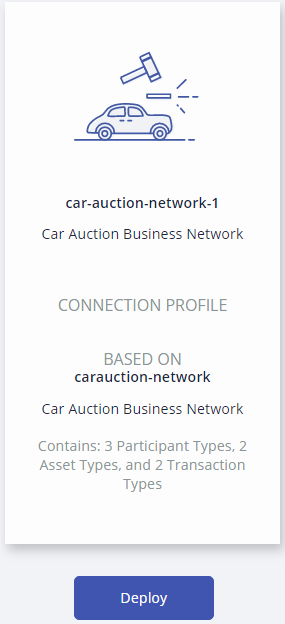 car-auction-network-1
Car Auction Business Network
CONNECTION PROFILE
BASED ON
carauction-network
Car Auction Business Network
Contains: 3 Participant Types, 2
Asset Types, and 2 Transaction
Types
Deploy